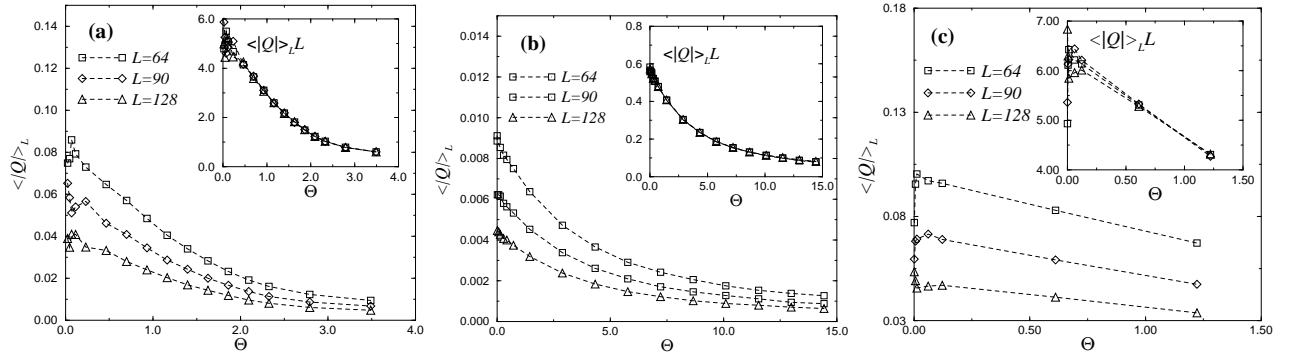 (a)
<|Q|>_L
0.14
0.12
0.10
0.08
0.06
0.04
0.02
0.00
0.0
1.0
2.0
3.0
4.0
Θ
L=64
L=90
L=128
<|Q|>_L L
6.0
4.0
2.0
0.0
0.0
1.0
2.0
3.0
4.0
Θ
(b)
<|Q|>_L
0.014
0.012
0.010
0.008
0.006
0.004
0.002
0.000
0.0
5.0
10.0
15.0
Θ
L=64
L=90
L=128
<|Q|>_L L
0.8
0.6
0.4
0.2
0.0
0.0
5.0
10.0
15.0
Θ
(c)
<|Q|>_L
0.18
0.13
0.08
0.03
0.00
0.50
1.00
1.50
Θ
L=64
L=90
L=128
<|Q|>_L L
7.00
6.00
5.00
4.00
0.00
0.50
1.00
1.50
Θ